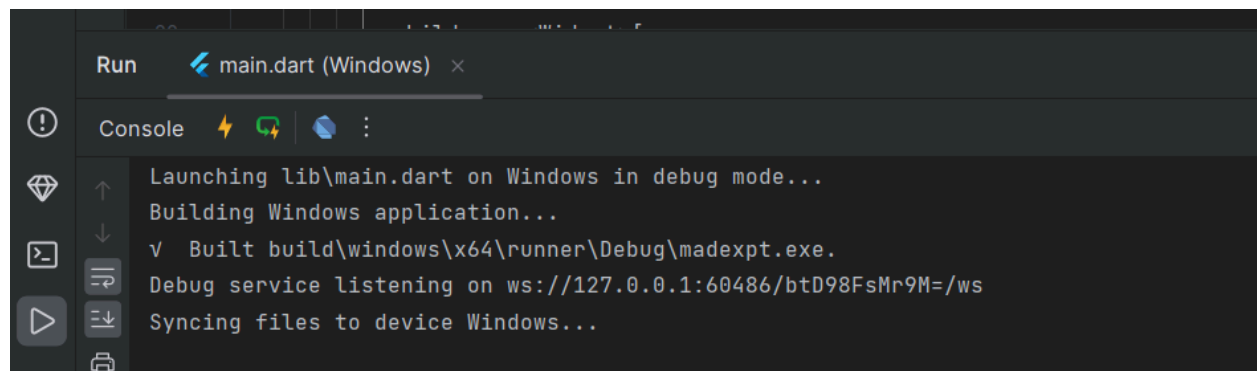 Run main.dart (Windows) ×
Console
Launching lib\main.dart on Windows in debug mode...
Building Windows application...
√ Built build\windows\x64\runner\Debug\madexpt.exe.
Debug service listening on ws://127.0.0.1:60486/btD98FsMr9M=/ws
Syncing files to device Windows...